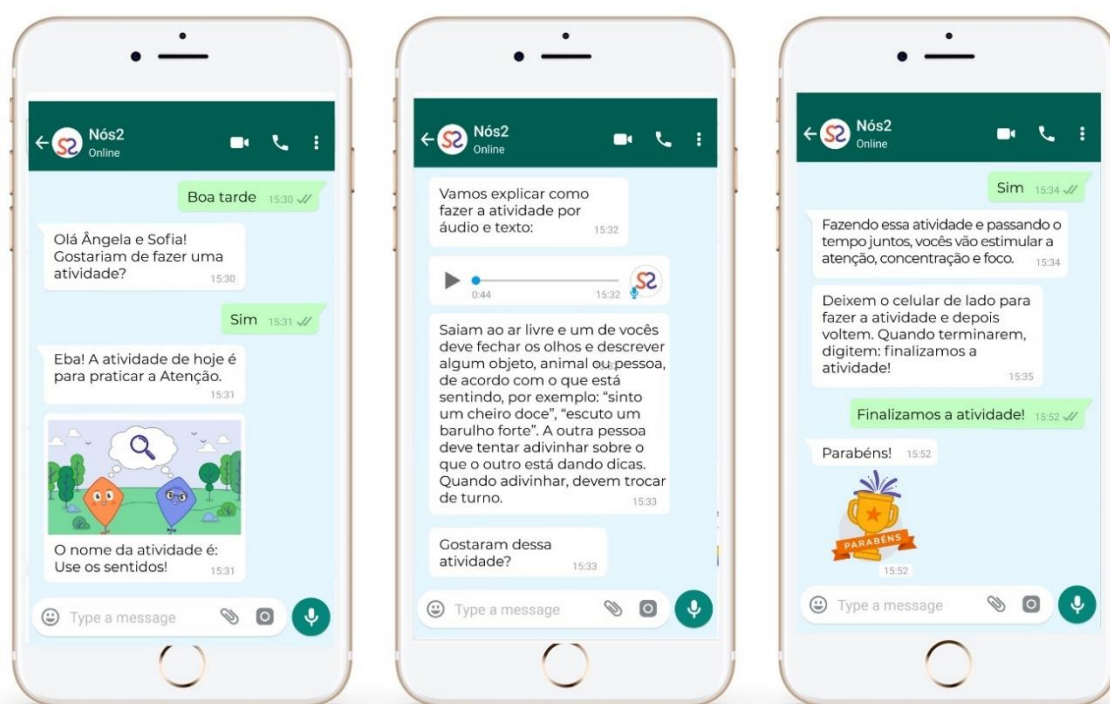 Nós2
Online
Boa tarde 15:30
Olá Ângela e Sofia!
Gostariam de fazer uma
atividade?
15:30
Sim 15:31
Eba! A atividade de hoje é
para praticar a Atenção.
15:31
O nome da atividade é:
Use os sentidos!
15:31
Type a message
Nós2
Online
Vamos explicar como
fazer a atividade por
áudio e texto:
15:32
0:44 15:32
Saiam ao ar livre e um de vocês
deve fechar os olhos e descrever
algum objeto, animal ou pessoa,
de acordo com o que está
sentindo, por exemplo: “sinto
um cheiro doce”, “escuto um
barulho forte”. A outra pessoa
deve tentar adivinhar sobre o
que o outro está dando dicas.
Quando adivinhar, devem trocar
de turno.
15:33
Gostaram dessa
atividade?
15:33
Type a message
Nós2
Online
Sim 15:34
Fazendo essa atividade e passando o
tempo juntos, vocês vão estimular a
atenção, concentração e foco. 15:34
Deixem o celular de lado para
fazer a atividade e depois
voltem. Quando terminarem,
digitem: finalizamos a
atividade!
15:35
Finalizamos a atividade! 15:52
Parabéns! 15:52
PARABÉNS
15:52
Type a message